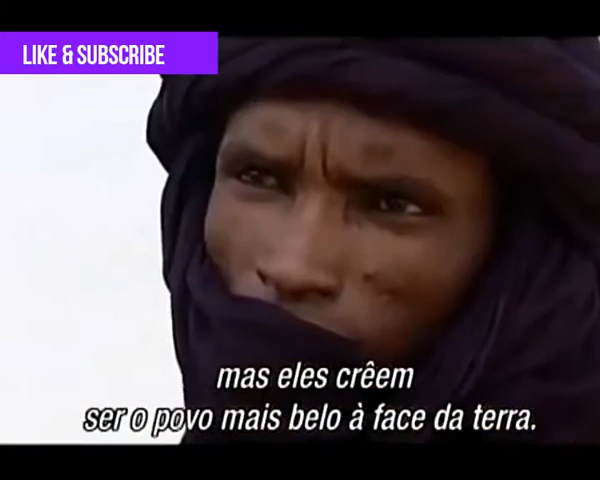 LIKE & SUBSCRIBE
mas eles crêem
ser o povo mais belo à face da terra.